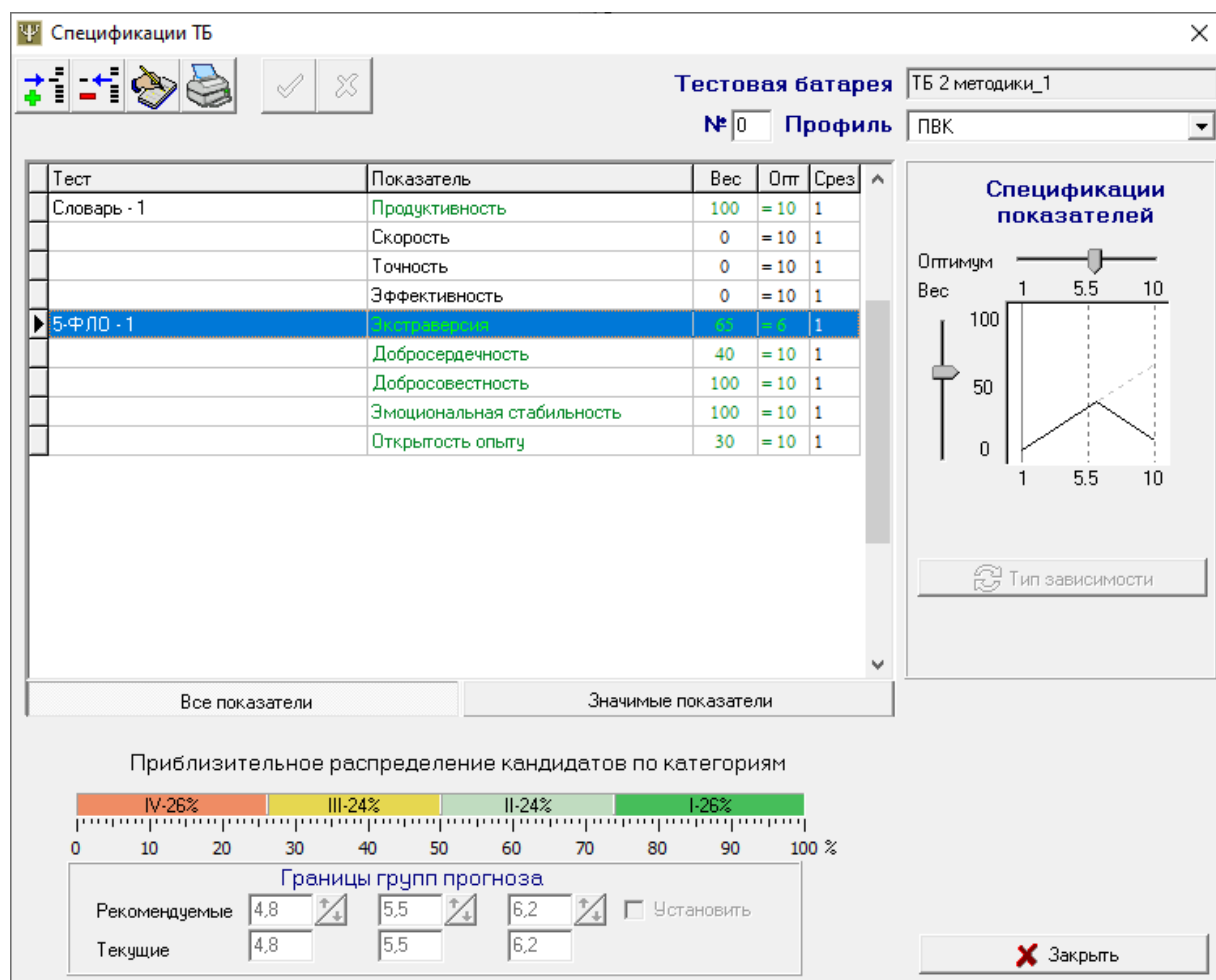 Спецификации ТБ
Тестовая батарея ТБ 2 методики_1
№ 0 Профиль ПВК
Тест Показатель Вес Опт Срез
Словарь - 1 Продуктивность 100 = 10 1
Скорость 0 = 10 1
Точность 0 = 10 1
Эффективность 0 = 10 1
5-ФЛО - 1 Экстраверсия 65 = 6 1
Добросердечность 40 = 10 1
Добросовестность 100 = 10 1
Эмоциональная стабильность 100 = 10 1
Открытость опыту 30 = 10 1
Все показатели Значимые показатели
Спецификации
показателей
Оптимум
Вес 1 5.5 10
100
50
0
1 5.5 10
Тип зависимости
Приблизительное распределение кандидатов по категориям
IV-26% III-24% II-24% I-26%
0 10 20 30 40 50 60 70 80 90 100 %
Границы групп прогноза
Рекомендуемые 4,8 5,5 6,2 Установить
Текущие 4,8 5,5 6,2
Закрыть